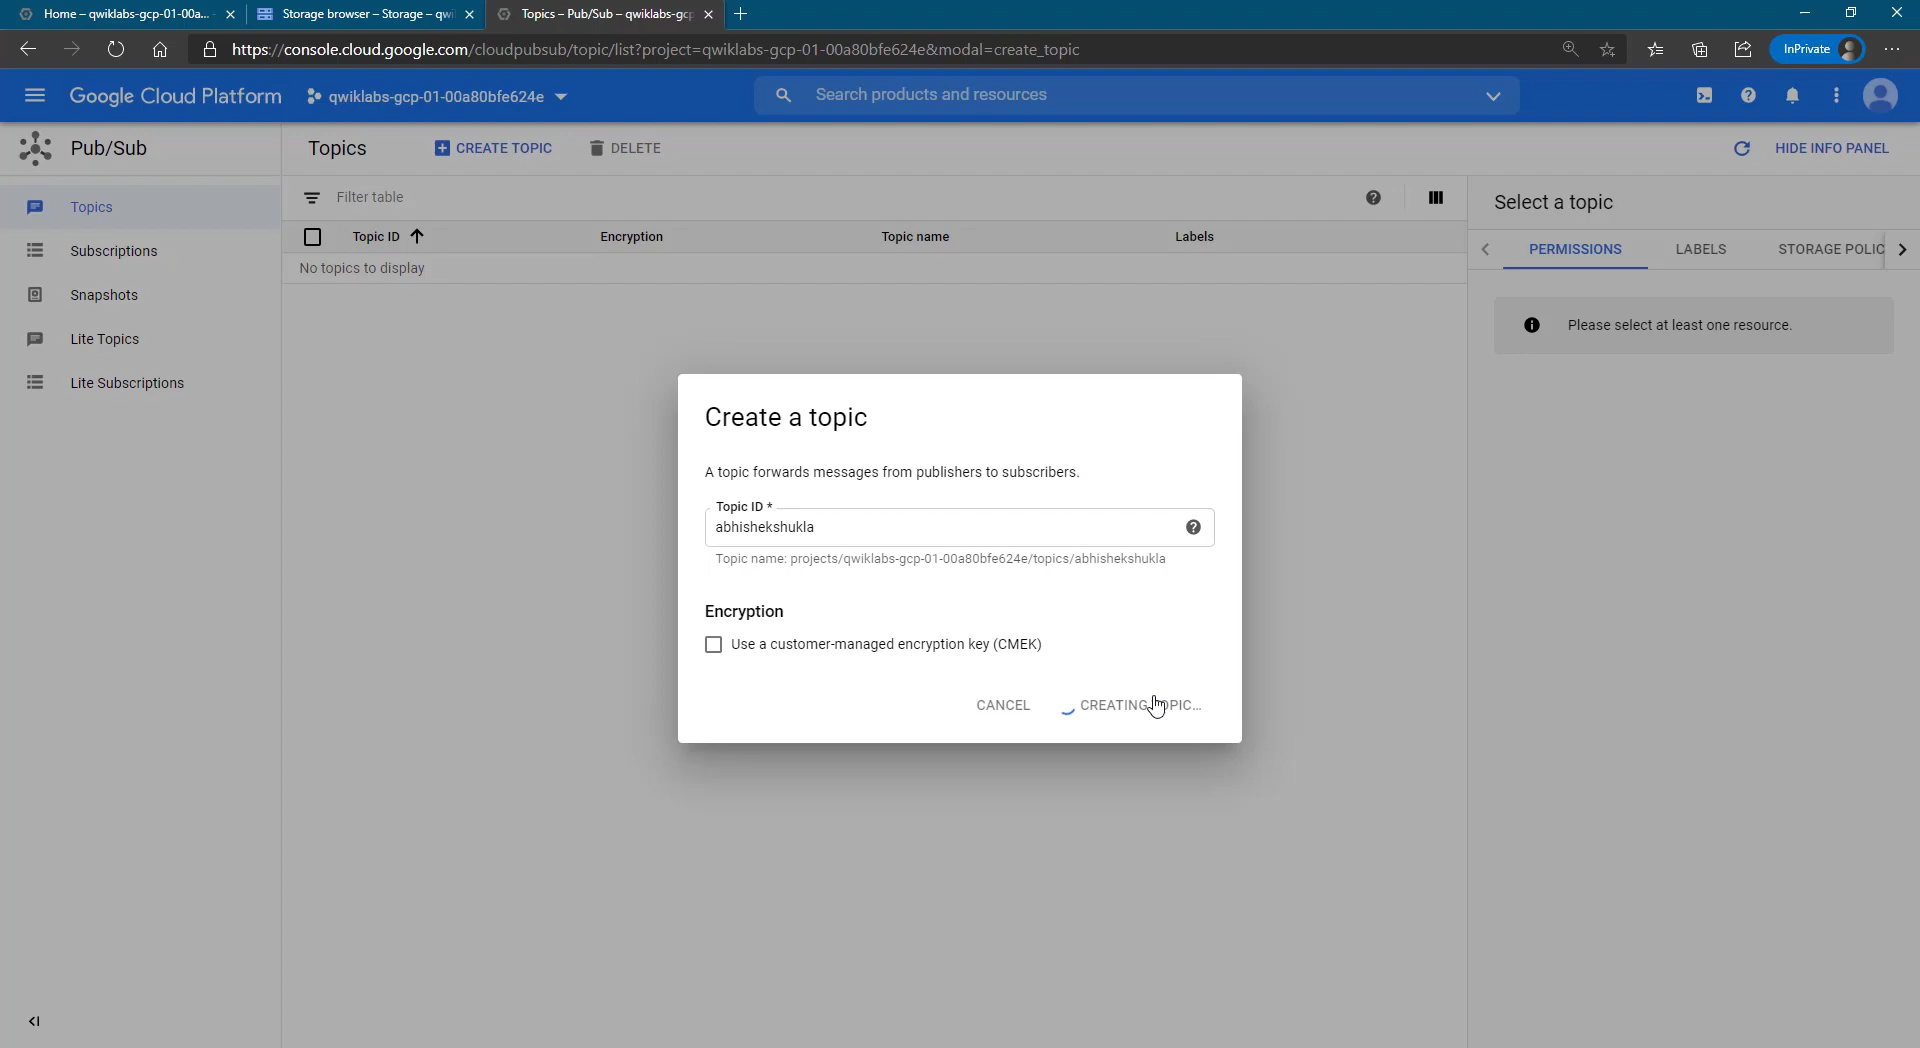 Home – qwiklabs-gcp-01-00a...
Storage browser – Storage – qwi
Topics – Pub/Sub – qwiklabs-gcp
https://console.cloud.google.com/cloudpubsub/topic/list?project=qwiklabs-gcp-01-00a80bfe624e&modal=create_topic
InPrivate
Google Cloud Platform
qwiklabs-gcp-01-00a80bfe624e
Search products and resources
Pub/Sub
Topics
CREATE TOPIC
DELETE
HIDE INFO PANEL
Topics
Subscriptions
Snapshots
Lite Topics
Lite Subscriptions
Filter table
Topic ID
Encryption
Topic name
Labels
No topics to display
Select a topic
PERMISSIONS
LABELS
STORAGE POLIC
Please select at least one resource.
Create a topic
A topic forwards messages from publishers to subscribers.
Topic ID *
abhishekshukla
Topic name: projects/qwiklabs-gcp-01-00a80bfe624e/topics/abhishekshukla
Encryption
Use a customer-managed encryption key (CMEK)
CANCEL
CREATING TOPIC...